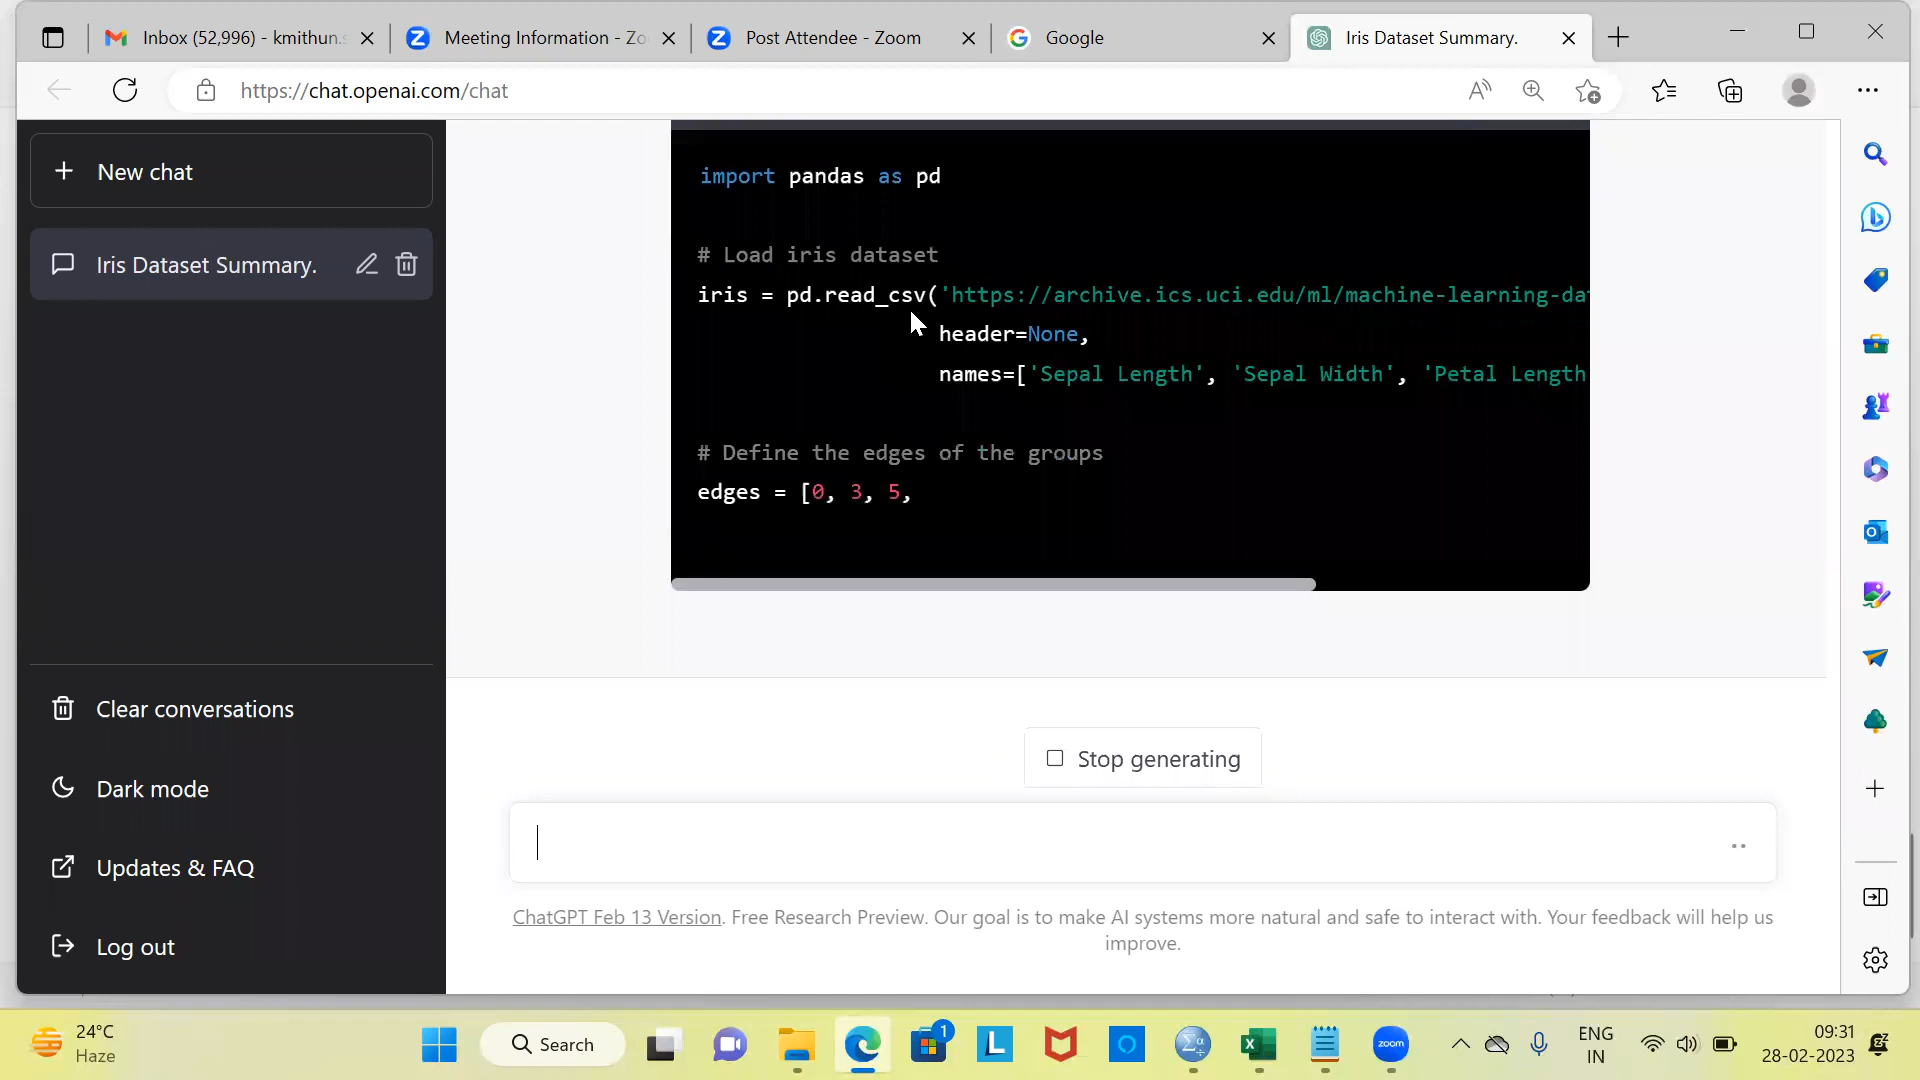 Inbox (52,996) - kmithun.s
Meeting Information - Zo
Post Attendee - Zoom
Google
Iris Dataset Summary.
https://chat.openai.com/chat
New chat
Iris Dataset Summary.
Clear conversations
Dark mode
Updates & FAQ
Log out
import pandas as pd
# Load iris dataset
iris = pd.read_csv('https://archive.ics.uci.edu/ml/machine-learning-da
header=None,
names=['Sepal Length', 'Sepal Width', 'Petal Length
# Define the edges of the groups
edges = [0, 3, 5,
Stop generating
ChatGPT Feb 13 Version. Free Research Preview. Our goal is to make AI systems more natural and safe to interact with. Your feedback will help us
improve.
24°C
Haze
Search
1
L
zoom
ENG
IN
09:31
28-02-2023